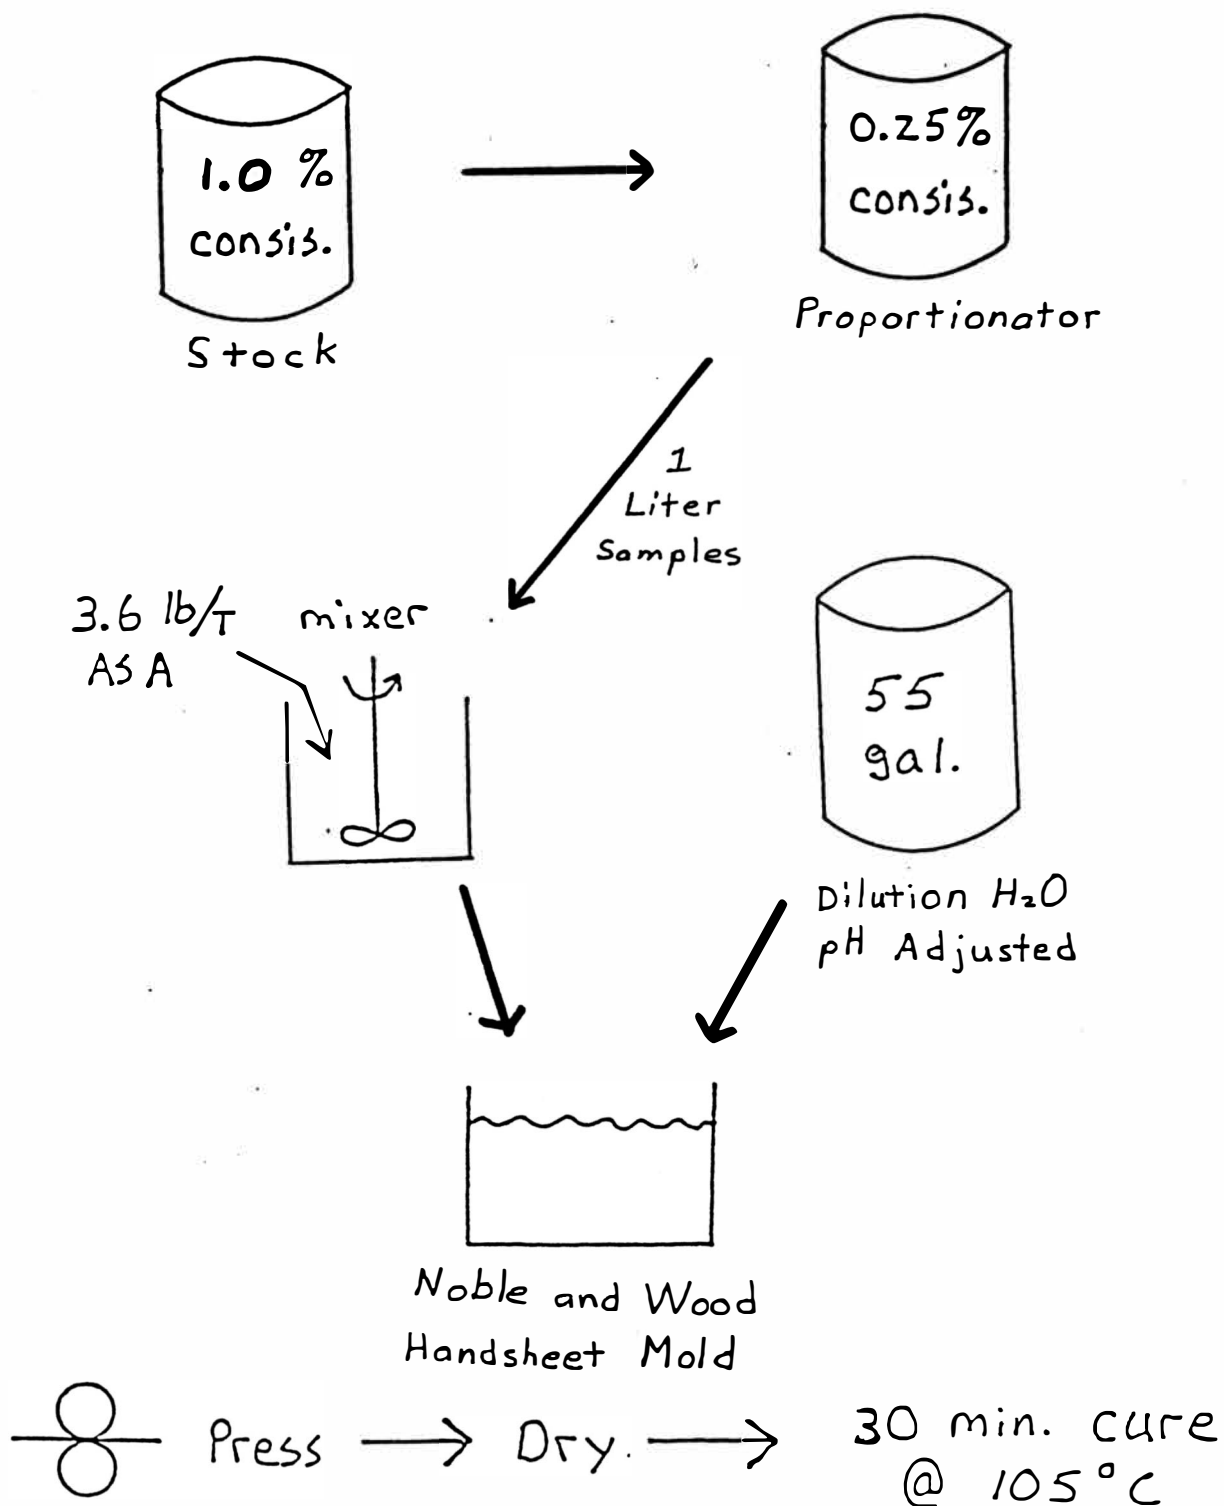 1.0 %
consis.
Stock
0.25%
consis.
Proportionator
1
Liter
Samples
3.6 lb/T
ASA
mixer
55
gal.
Dilution H₂O
pH Adjusted
Noble and Wood
Handsheet Mold
Press
Dry.
30 min. cure
@ 105°C